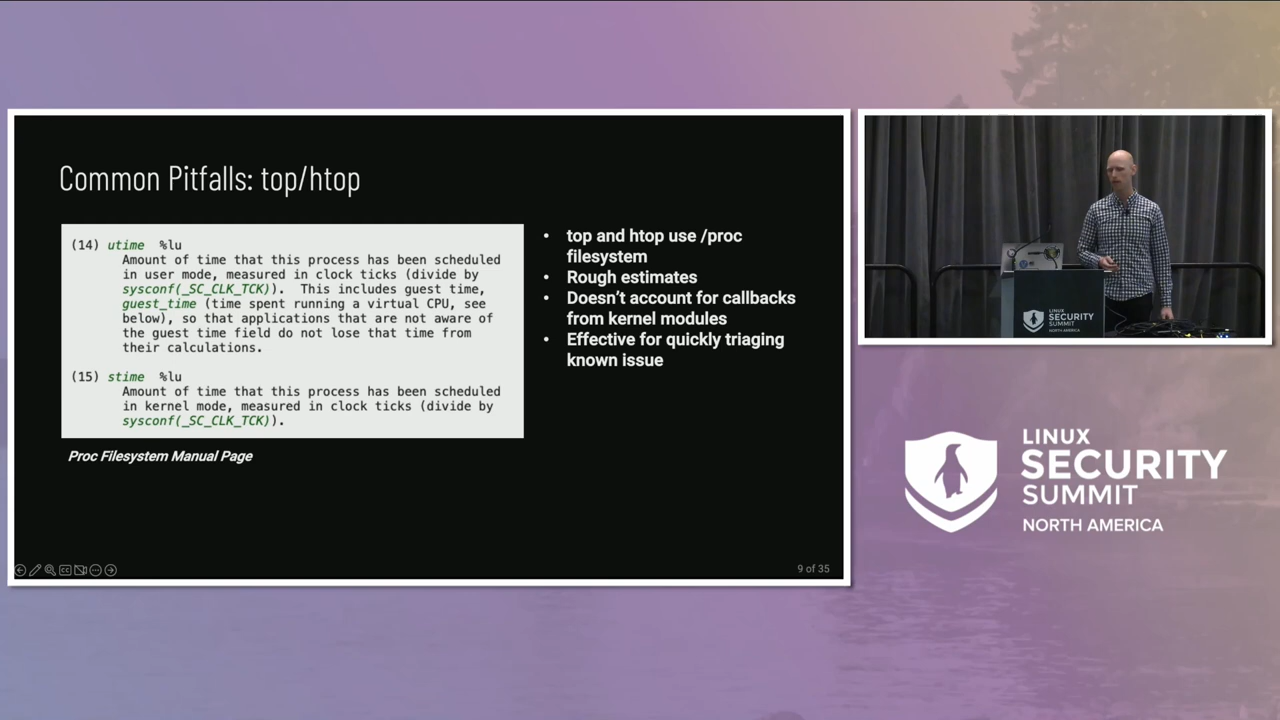 Common Pitfalls: top/htop
(14) utime %lu
Amount of time that this process has been scheduled
in user mode, measured in clock ticks (divide by
sysconf(_SC_CLK_TCK)). This includes guest time,
guest_time (time spent running a virtual CPU, see
below), so that applications that are not aware of
the guest time field do not lose that time from
their calculations.
(15) stime %lu
Amount of time that this process has been scheduled
in kernel mode, measured in clock ticks (divide by
sysconf(_SC_CLK_TCK)).
Proc Filesystem Manual Page
• top and htop use /proc
filesystem
• Rough estimates
• Doesn’t account for callbacks
from kernel modules
• Effective for quickly triaging
known issue
9 of 35
LINUX
SECURITY
SUMMIT
NORTH AMERICA
LINUX
SECURITY
SUMMIT
NORTH AMERICA